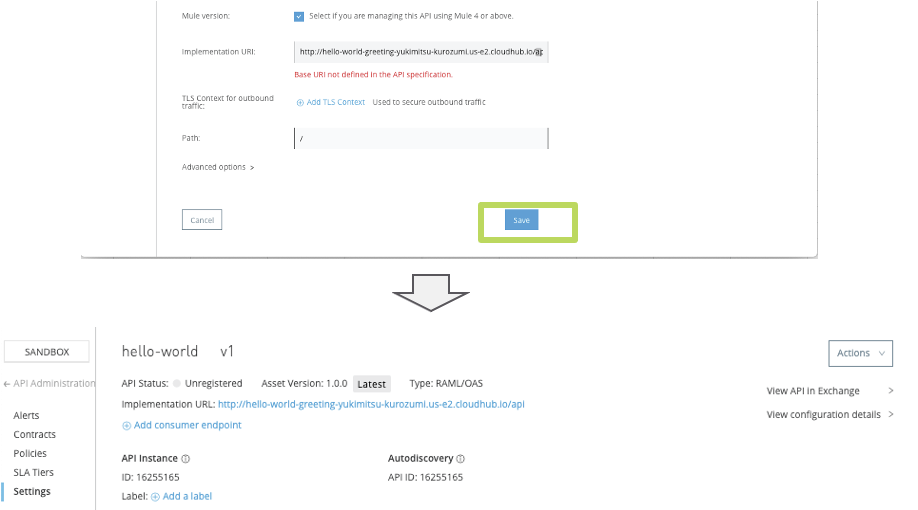 Mule version: Select if you are managing this API using Mule 4 or above.
Implementation URI: http://hello-world-greeting-yukimitsu-kurozumi.us-e2.cloudhub.io/ap
Base URI not defined in the API specification.
TLS Context for outbound traffic: Add TLS Context Used to secure outbound traffic
Path: /
Advanced options >
Cancel Save
SANDBOX
API Administration
Alerts
Contracts
Policies
SLA Tiers
Settings
hello-world v1
Actions
API Status: Unregistered Asset Version: 1.0.0 Latest Type: RAML/OAS
Implementation URL: http://hello-world-greeting-yukimitsu-kurozumi.us-e2.cloudhub.io/api
Add consumer endpoint
View API in Exchange >
View configuration details >
API Instance
ID: 16255165
Label: Add a label
Autodiscovery
API ID: 16255165